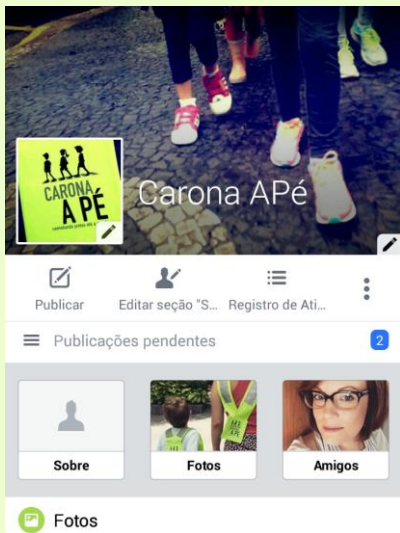 CARONA
A PÉ
Carona APé
Publicar
Editar seção "S...
Registro de Ati...
Publicações pendentes
2
Sobre
Fotos
Amigos
Fotos